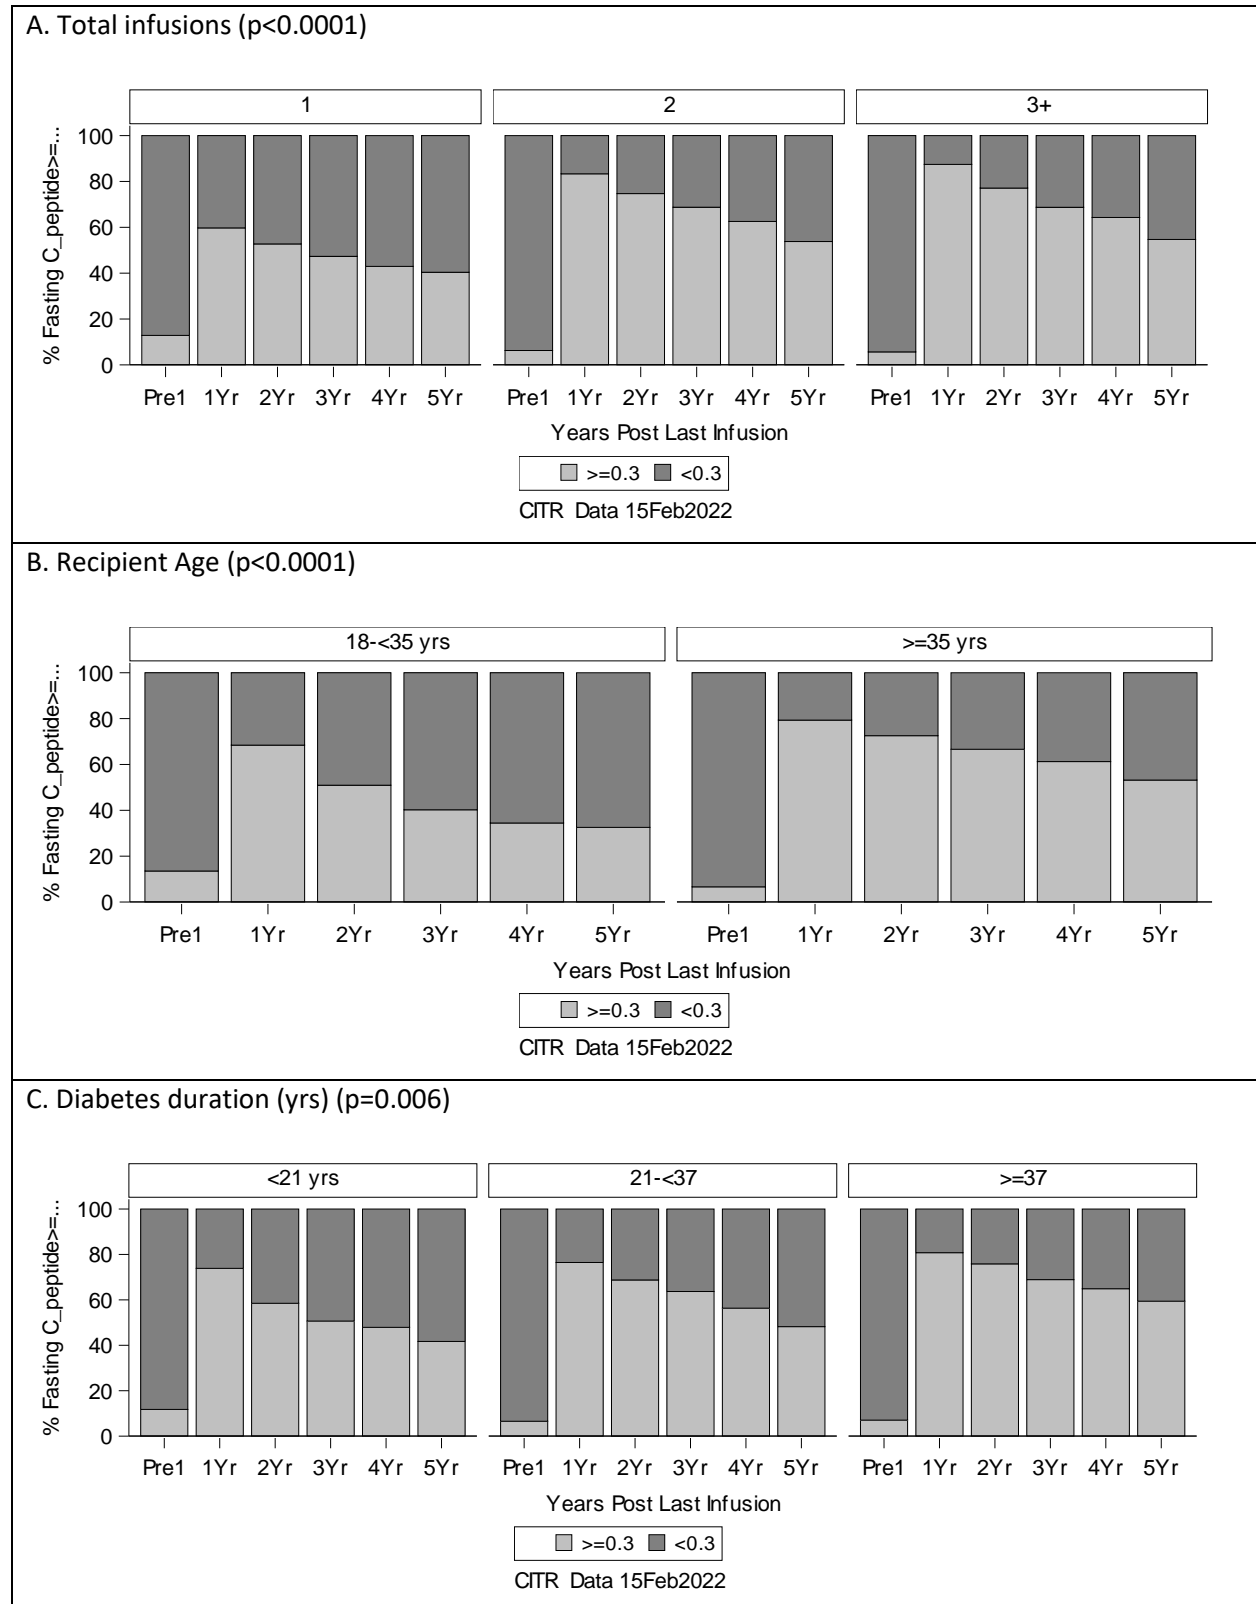 A. Total infusions (p<0.0001)
1 2 3+
% Fasting C_peptide>=...
100
80
60
40
20
0
Pre1 1Yr 2Yr 3Yr 4Yr 5Yr Pre1 1Yr 2Yr 3Yr 4Yr 5Yr Pre1 1Yr 2Yr 3Yr 4Yr 5Yr
Years Post Last Infusion
>=0.3 <0.3
CITR Data 15Feb2022
B. Recipient Age (p<0.0001)
18-<35 yrs >=35 yrs
% Fasting C_peptide>=...
100
80
60
40
20
0
Pre1 1Yr 2Yr 3Yr 4Yr 5Yr Pre1 1Yr 2Yr 3Yr 4Yr 5Yr
Years Post Last Infusion
>=0.3 <0.3
CITR Data 15Feb2022
C. Diabetes duration (yrs) (p=0.006)
<21 yrs 21-<37 >=37
% Fasting C_peptide>=...
100
80
60
40
20
0
Pre1 1Yr 2Yr 3Yr 4Yr 5Yr Pre1 1Yr 2Yr 3Yr 4Yr 5Yr Pre1 1Yr 2Yr 3Yr 4Yr 5Yr
Years Post Last Infusion
>=0.3 <0.3
CITR Data 15Feb2022